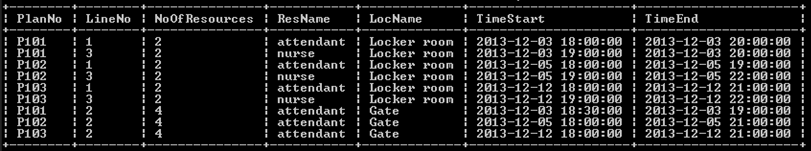 | PlanNo | LineNo | NoOfResources | ResName | LocName | TimeStart | TimeEnd |
| P101 | 1 | 2 | attendant | Locker room | 2013-12-03 18:00:00 | 2013-12-03 20:00:00 |
| P101 | 3 | 2 | nurse | Locker room | 2013-12-03 19:00:00 | 2013-12-03 20:00:00 |
| P102 | 1 | 2 | attendant | Locker room | 2013-12-05 18:00:00 | 2013-12-05 19:00:00 |
| P102 | 3 | 2 | nurse | Locker room | 2013-12-05 19:00:00 | 2013-12-05 22:00:00 |
| P103 | 1 | 2 | attendant | Locker room | 2013-12-12 18:00:00 | 2013-12-12 21:00:00 |
| P103 | 3 | 2 | nurse | Locker room | 2013-12-12 19:00:00 | 2013-12-12 22:00:00 |
| P101 | 2 | 4 | attendant | Gate | 2013-12-03 18:30:00 | 2013-12-03 19:00:00 |
| P102 | 2 | 4 | attendant | Gate | 2013-12-05 18:00:00 | 2013-12-05 21:00:00 |
| P103 | 2 | 4 | attendant | Gate | 2013-12-12 18:00:00 | 2013-12-12 21:00:00 |